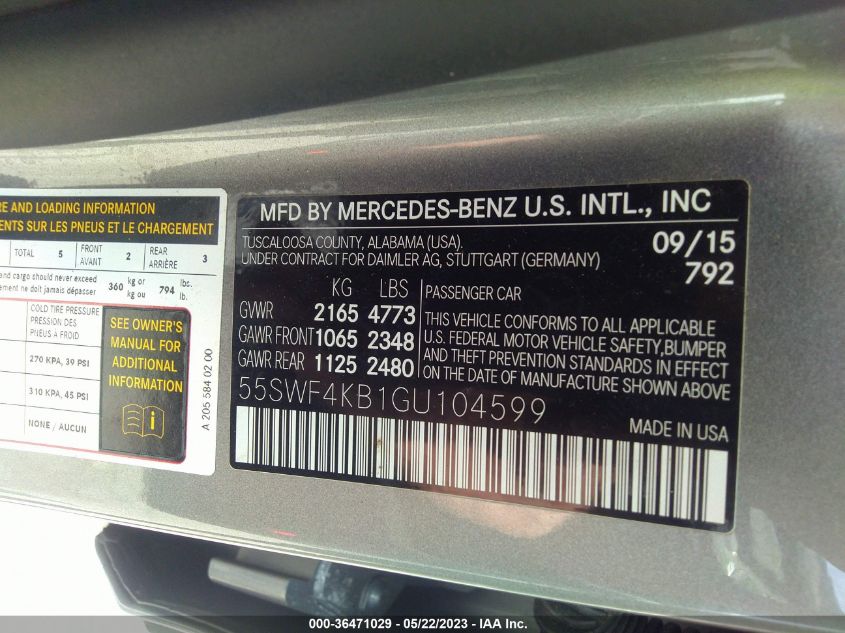 RE AND LOADING INFORMATION
ENTS SUR LES PNEUS ET LE CHARGEMENT
TOTAL 5 FRONT AVANT 2 REAR ARRIÈRE 3
and cargo should never exceed
ement ne doit jamais dépasser
360 kg or kg ou 794 lbs. lb.
COLD TIRE PRESSURE
PRESSION DES
PNEUS A FROID
270 KPA, 39 PSI
310 KPA, 45 PSI
NONE / AUCUN
SEE OWNER'S
MANUAL FOR
ADDITIONAL
INFORMATION
A 205 584 02 00
MFD BY MERCEDES-BENZ U.S. INTL., INC
TUSCALOOSA COUNTY, ALABAMA (USA).
UNDER CONTRACT FOR DAIMLER AG, STUTTGART (GERMANY)
09/15
792
KG LBS
GVWR 2165 4773
GAWR FRONT 1065 2348
GAWR REAR 1125 2480
PASSENGER CAR
THIS VEHICLE CONFORMS TO ALL APPLICABLE
U.S. FEDERAL MOTOR VEHICLE SAFETY, BUMPER
AND THEFT PREVENTION STANDARDS IN EFFECT
ON THE DATE OF MANUFACTURE SHOWN ABOVE
55SWF4KB1GU104599
MADE IN USA
000-36471029 - 05/22/2023 - IAA Inc.